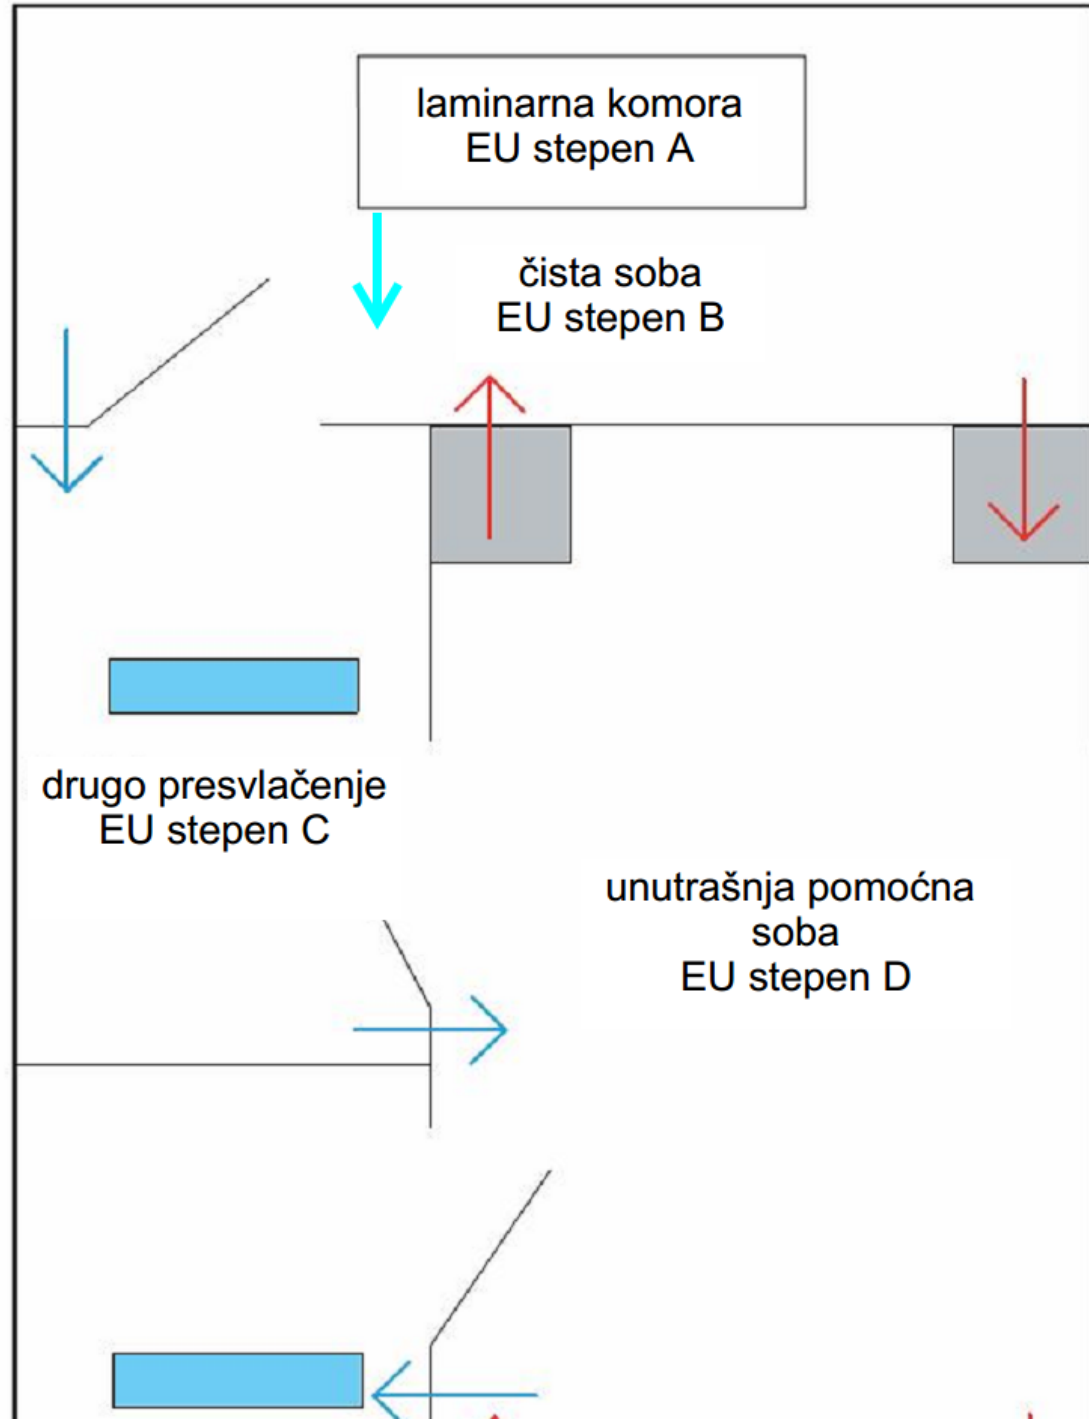 laminarna komora
EU stepen A
čista soba
EU stepen B
drugo presvlačenje
EU stepen C
unutrašnja pomoćna
soba
EU stepen D